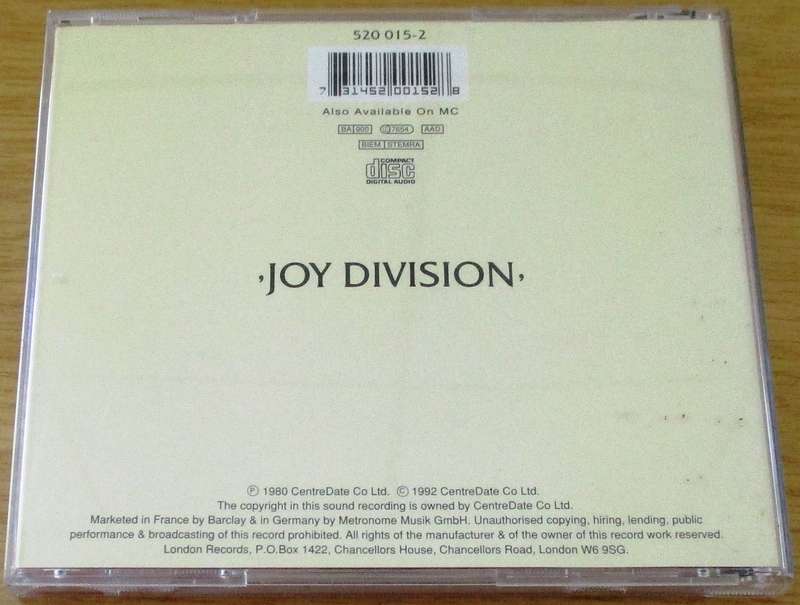 520 015-2
7 31452 00152 8
Also Available On MC
BA 900 7654 AAD
BIEM STEMRA
COMPACT
disc
DIGITAL AUDIO
,JOY DIVISION,
℗ 1980 CentreDate Co Ltd. © 1992 CentreDate Co Ltd.
The copyright in this sound recording is owned by CentreDate Co Ltd.
Marketed in France by Barclay & in Germany by Metronome Musik GmbH. Unauthorised copying, hiring, lending, public
performance & broadcasting of this record prohibited. All rights of the manufacturer & of the owner of this record work reserved.
London Records, P.O.Box 1422, Chancellors House, Chancellors Road, London W6 9SG.